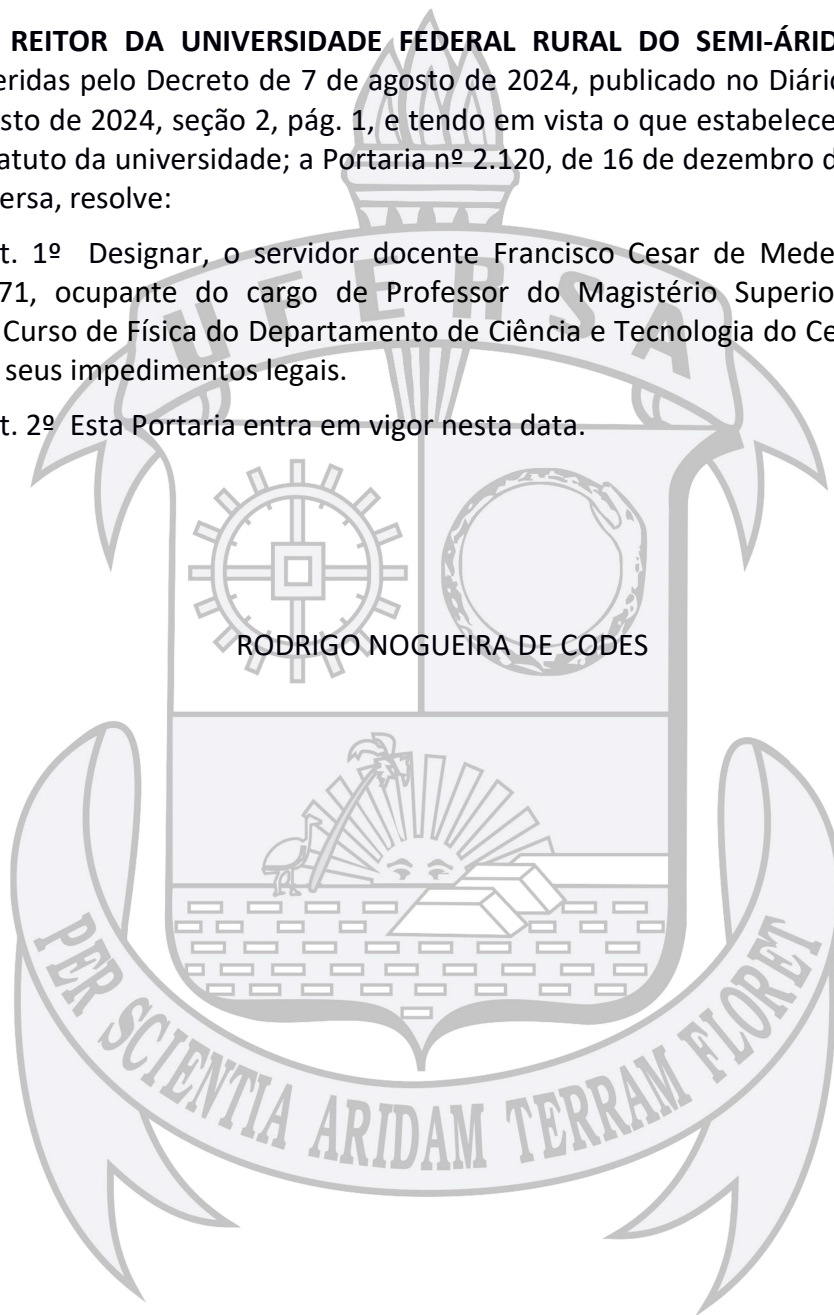 REITOR DA UNIVERSIDADE FEDERAL RURAL DO SEMI-ÁRID
eridas pelo Decreto de 7 de agosto de 2024, publicado no Diário
sto de 2024, seção 2, pág. 1, e tendo em vista o que estabelece
atuto da universidade; a Portaria nº 2.120, de 16 de dezembro d
ersa, resolve:
t. 1º Designar, o servidor docente Francisco Cesar de Mede
71, ocupante do cargo de Professor do Magistério Superio
Curso de Física do Departamento de Ciência e Tecnologia do Ce
seus impedimentos legais.
t. 2º Esta Portaria entra em vigor nesta data.
UFERSA
RODRIGO NOGUEIRA DE CODES
PER SCIENTIA ARIDAM TERRAM FLORET